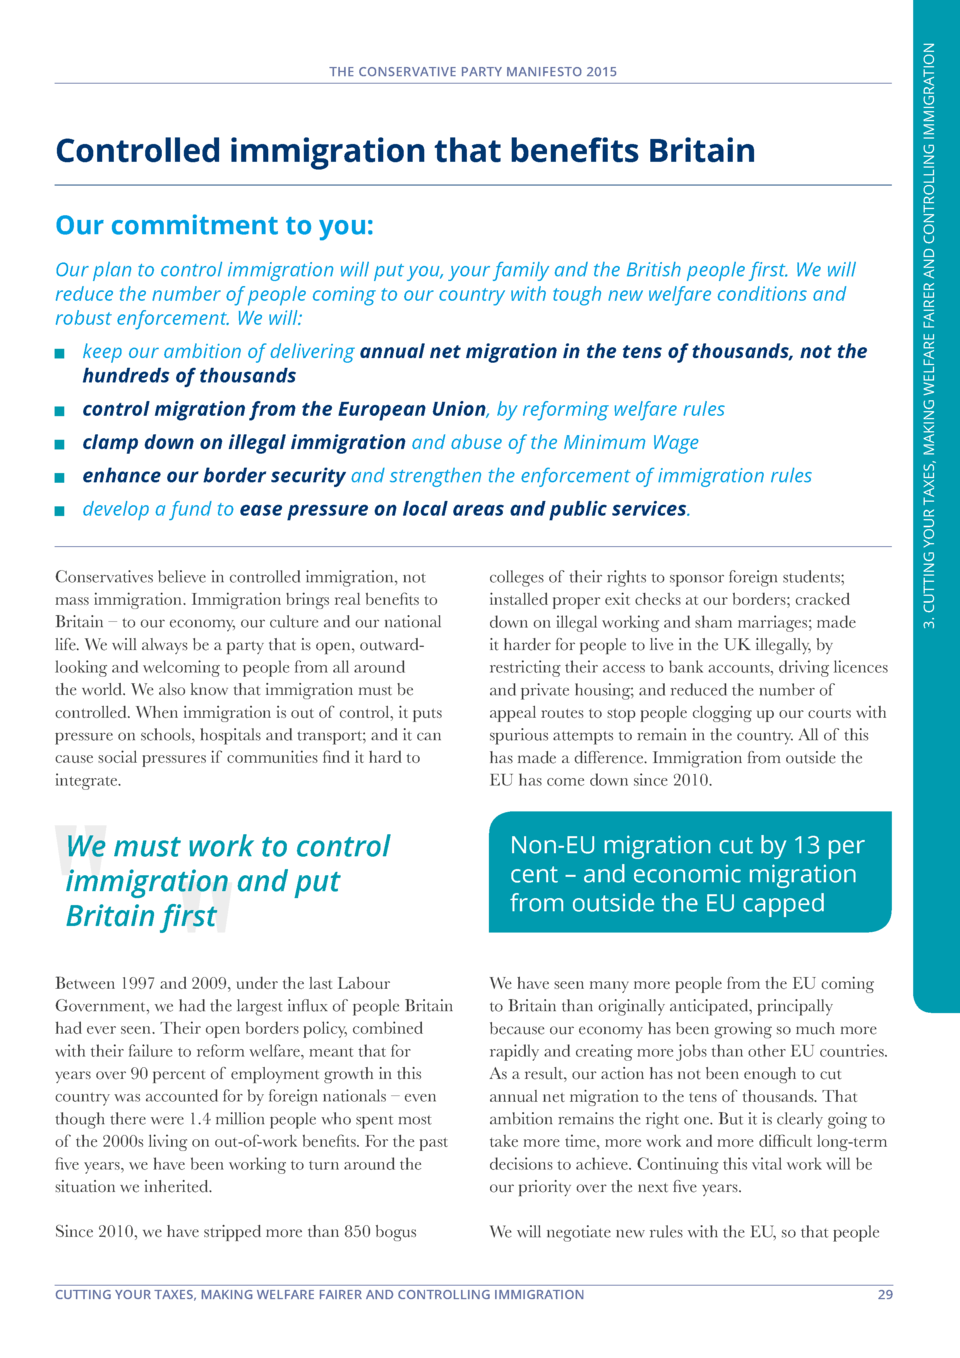 THE CONSERVATIVE PARTY MANIFESTO 2015
Controlled immigration that benefits Britain
Our commitment to you:
Our plan to control immigration will put you, your family and the British people first. We will
reduce the number of people coming to our country with tough new welfare conditions and
robust enforcement. We will:
keep our ambition of delivering annual net migration in the tens of thousands, not the
hundreds of thousands
control migration from the European Union, by reforming welfare rules
clamp down on illegal immigration and abuse of the Minimum Wage
enhance our border security and strengthen the enforcement of immigration rules
develop a fund to ease pressure on local areas and public services.
Conservatives believe in controlled immigration, not
mass immigration. Immigration brings real benefits to
Britain – to our economy, our culture and our national
life. We will always be a party that is open, outward-
looking and welcoming to people from all around
the world. We also know that immigration must be
controlled. When immigration is out of control, it puts
pressure on schools, hospitals and transport; and it can
cause social pressures if communities find it hard to
integrate.
We must work to control
immigration and put
Britain first
Between 1997 and 2009, under the last Labour
Government, we had the largest influx of people Britain
had ever seen. Their open borders policy, combined
with their failure to reform welfare, meant that for
years over 90 percent of employment growth in this
country was accounted for by foreign nationals – even
though there were 1.4 million people who spent most
of the 2000s living on out-of-work benefits. For the past
five years, we have been working to turn around the
situation we inherited.
Since 2010, we have stripped more than 850 bogus
colleges of their rights to sponsor foreign students;
installed proper exit checks at our borders; cracked
down on illegal working and sham marriages; made
it harder for people to live in the UK illegally, by
restricting their access to bank accounts, driving licences
and private housing; and reduced the number of
appeal routes to stop people clogging up our courts with
spurious attempts to remain in the country. All of this
has made a difference. Immigration from outside the
EU has come down since 2010.
Non-EU migration cut by 13 per
cent – and economic migration
from outside the EU capped
We have seen many more people from the EU coming
to Britain than originally anticipated, principally
because our economy has been growing so much more
rapidly and creating more jobs than other EU countries.
As a result, our action has not been enough to cut
annual net migration to the tens of thousands. That
ambition remains the right one. But it is clearly going to
take more time, more work and more difficult long-term
decisions to achieve. Continuing this vital work will be
our priority over the next five years.
We will negotiate new rules with the EU, so that people
CUTTING YOUR TAXES, MAKING WELFARE FAIRER AND CONTROLLING IMMIGRATION
29
3. CUTTING YOUR TAXES, MAKING WELFARE FAIRER AND CONTROLLING IMMIGRATION